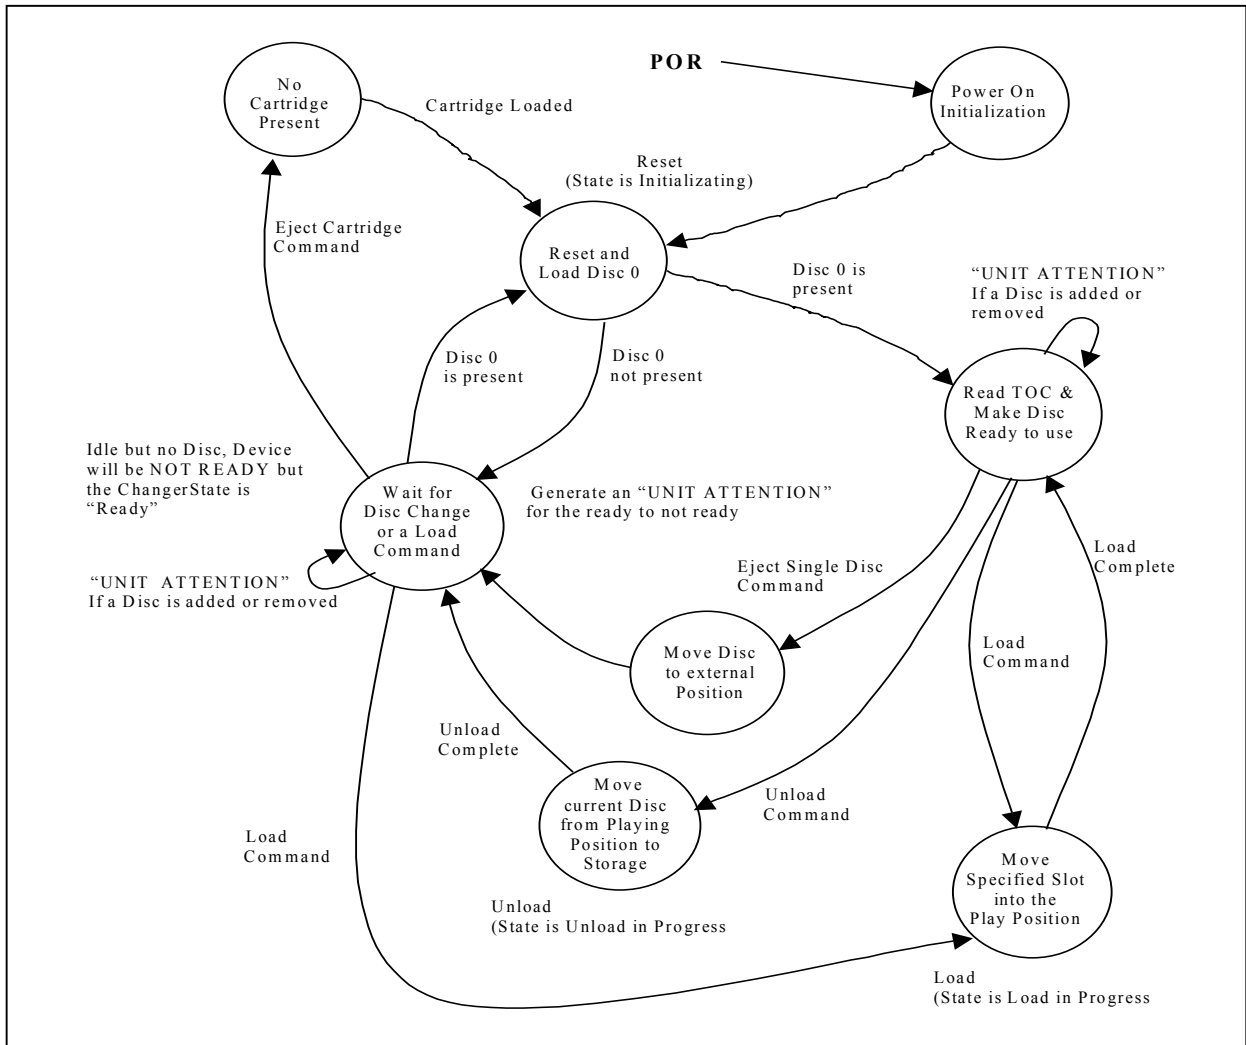 POR
No
Cartridge
Present
Cartridge Loaded
Power On
Initialization
Reset
(State is Initializating)
Eject Cartridge
Command
Reset and
Load Disc 0
Disc 0 is
present
“UNIT ATTENTION”
If a Disc is added or
removed
Disc 0
is present
Disc 0
not present
Read TOC &
Make Disc
Ready to use
Idle but no Disc, Device
will be NOT READY but
the ChangerState is
“Ready”
Wait for
Disc Change
or a Load
Command
Generate an “UNIT ATTENTION”
for the ready to not ready
“UNIT ATTENTION”
If a Disc is added or removed
Eject Single Disc
Command
Load
Complete
Move Disc
to external
Position
Load
Command
Unload
Complete
Move
current Disc
from Playing
Position to
Storage
Unload
Command
Load
Command
Move
Specified Slot
into the
Play Position
Unload
(State is Unload in Progress
Load
(State is Load in Progress